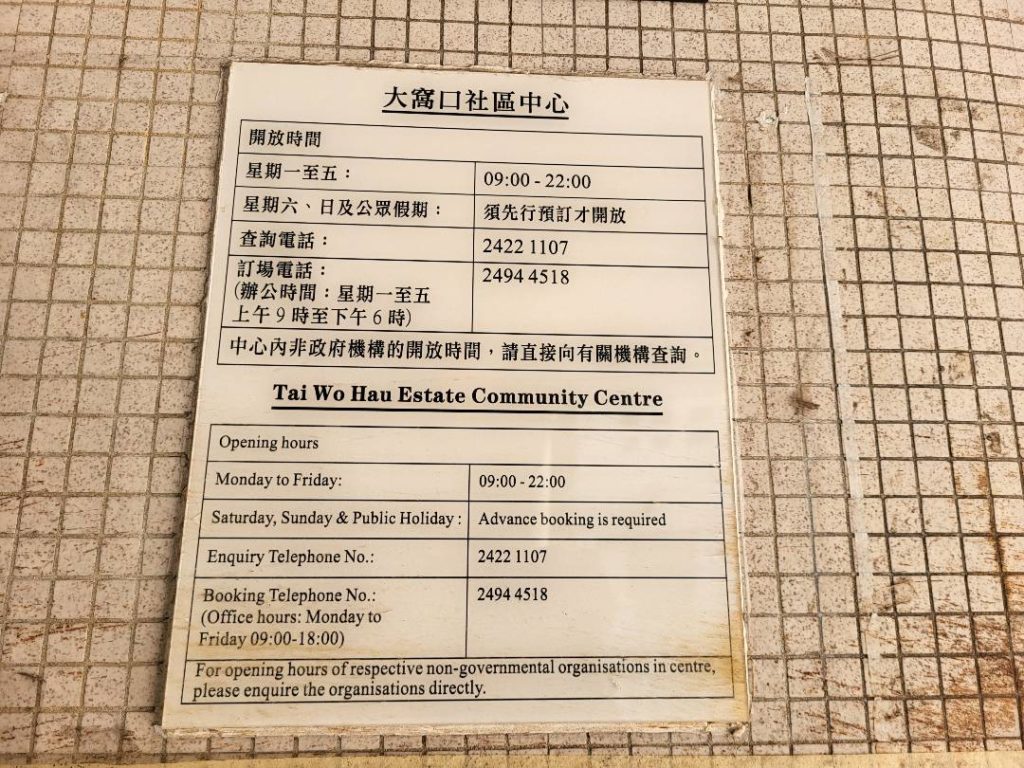 大窩口社區中心
開放時間
星期一至五：
09:00 - 22:00
星期六、日及公眾假期：
須先行預訂才開放
查詢電話：
2422 1107
訂場電話：
2494 4518
(辦公時間：星期一至五
上午 9 時至下午 6 時)
中心內非政府機構的開放時間，請直接向有關機構查詢。
Tai Wo Hau Estate Community Centre
Opening hours
Monday to Friday:
09:00 - 22:00
Saturday, Sunday & Public Holiday :
Advance booking is required
Enquiry Telephone No.:
2422 1107
Booking Telephone No.:
2494 4518
(Office hours: Monday to
Friday 09:00-18:00)
For opening hours of respective non-governmental organisations in centre,
please enquire the organisations directly.